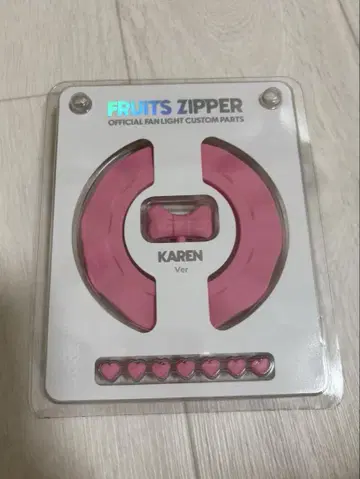 FRUITS ZIPPER
OFFICIAL FAN LIGHT CUSTOM PARTS
KAREN
Ver